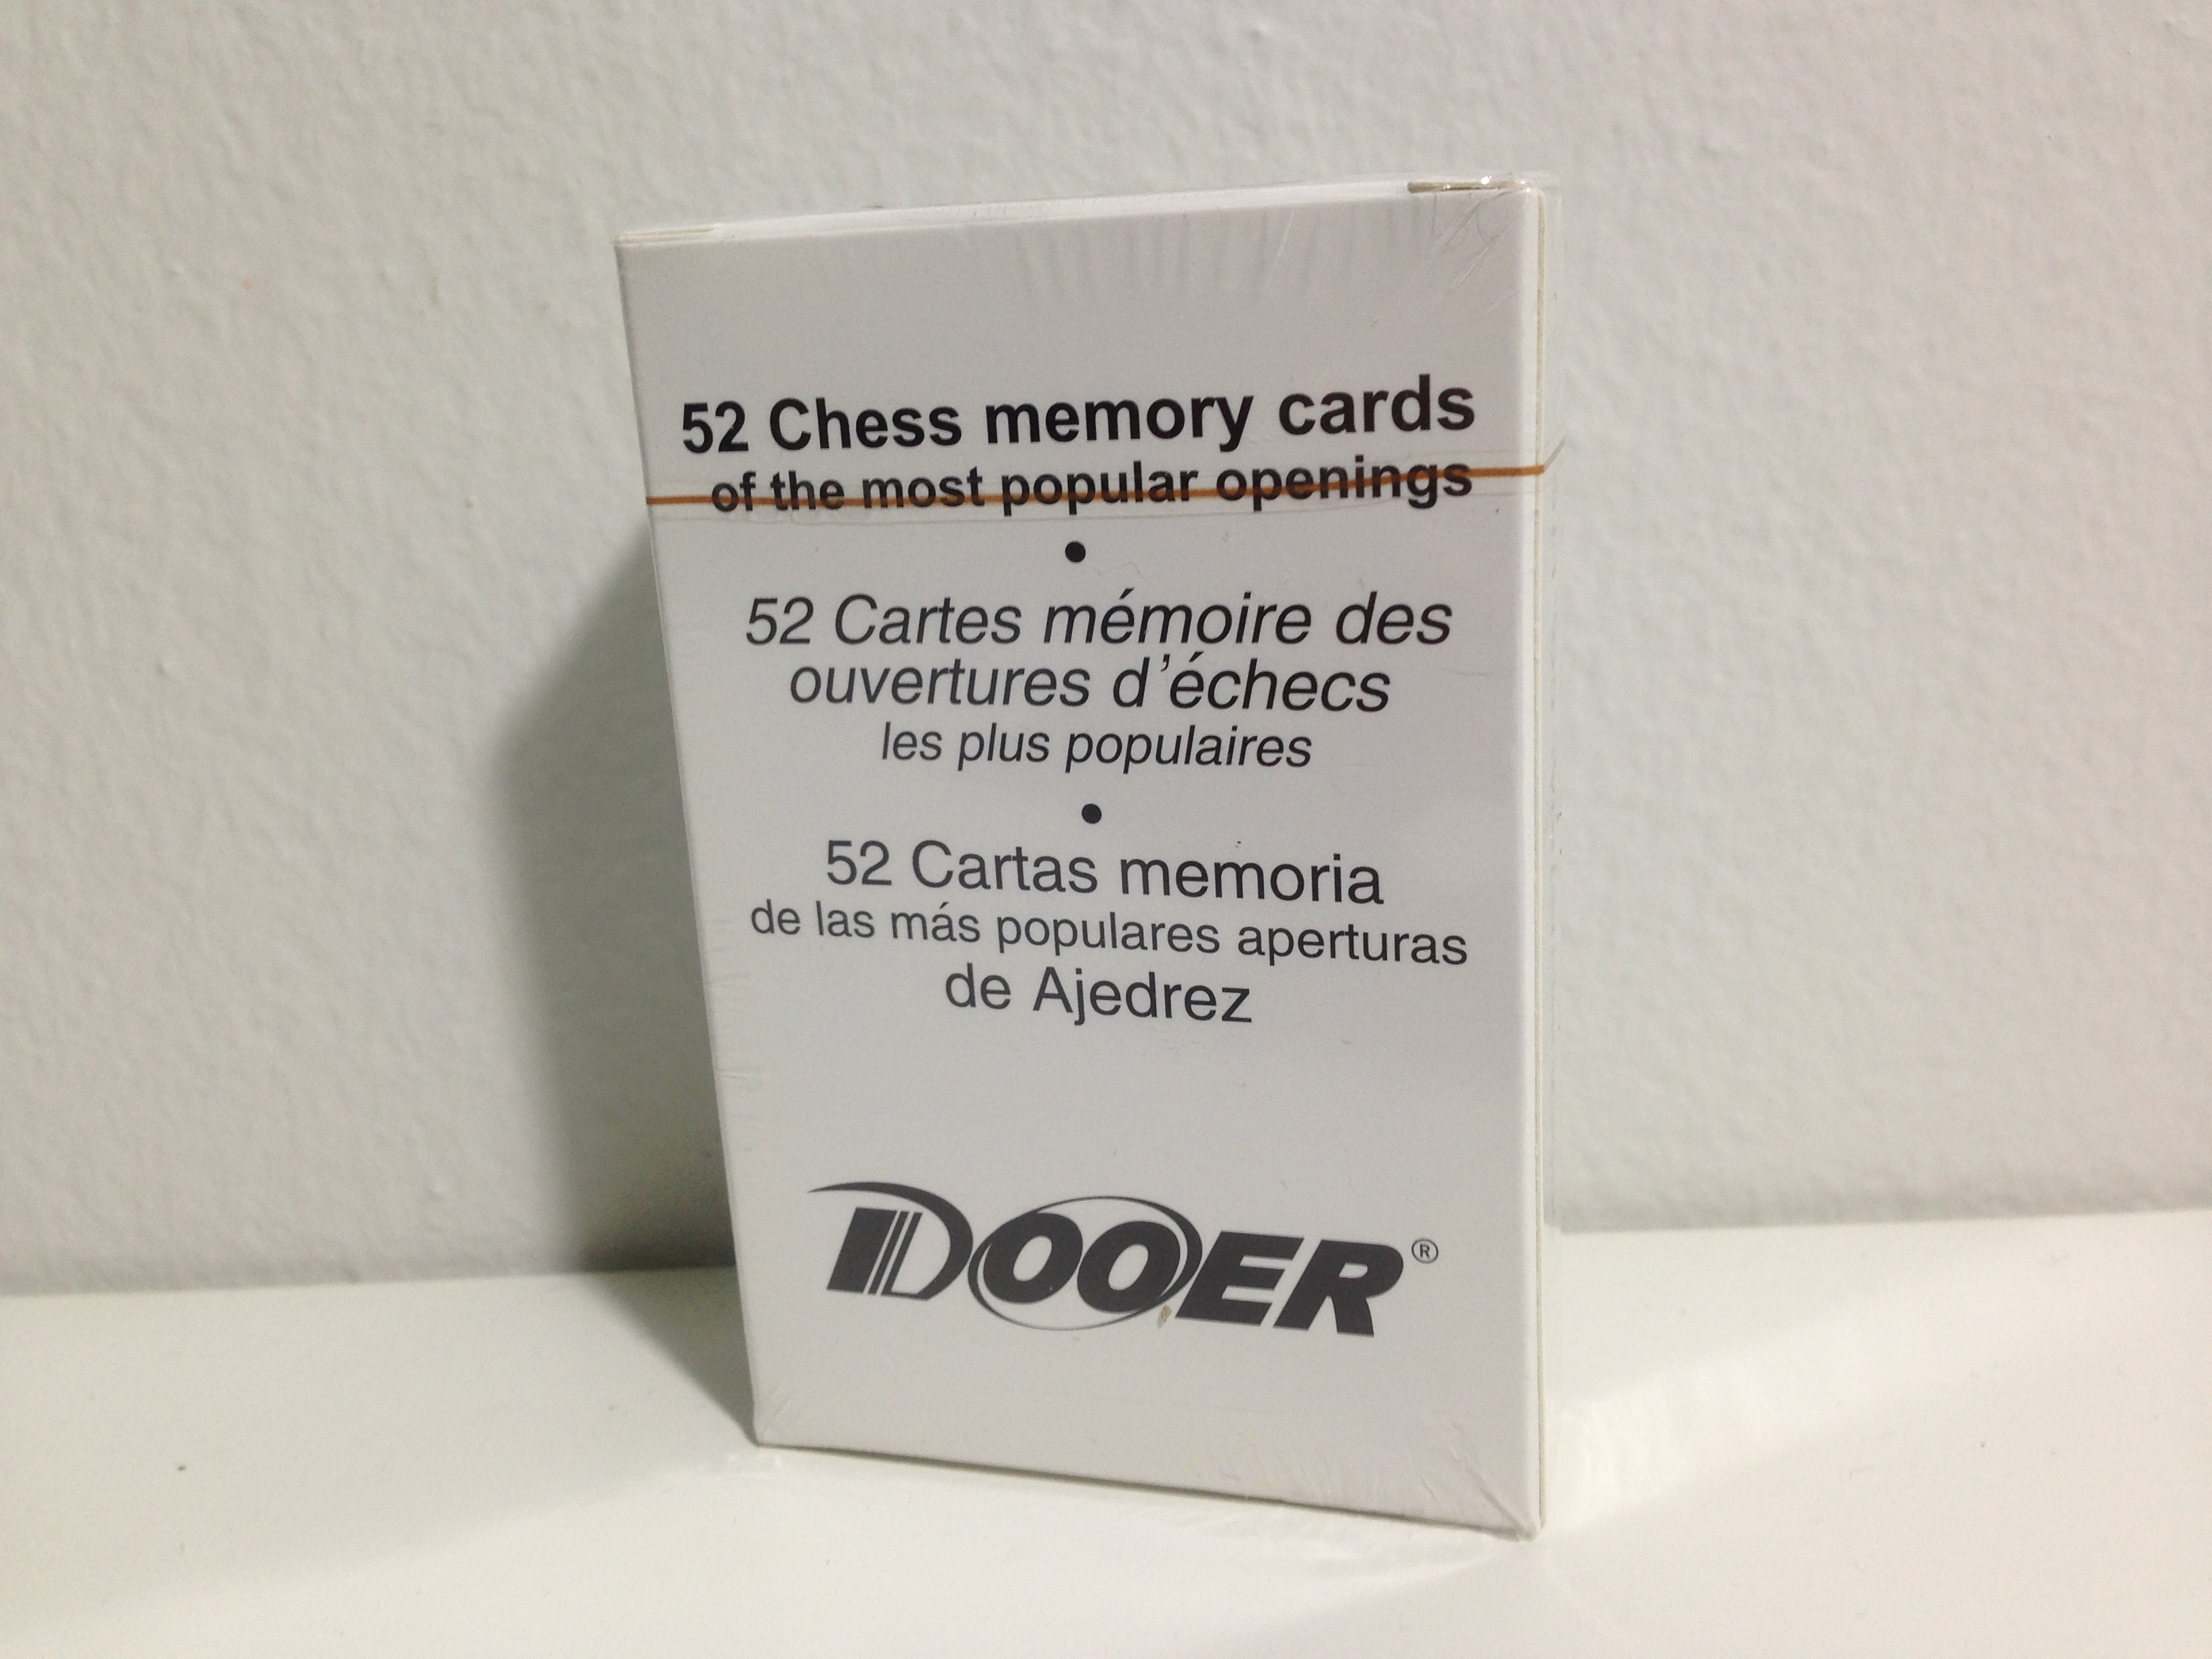 52 Chess memory cards
of the most popular openings
•
52 Cartes mémoire des
ouvertures d'échecs
les plus populaires
•
52 Cartas memoria
de las más populares aperturas
de Ajedrez
DOOER®